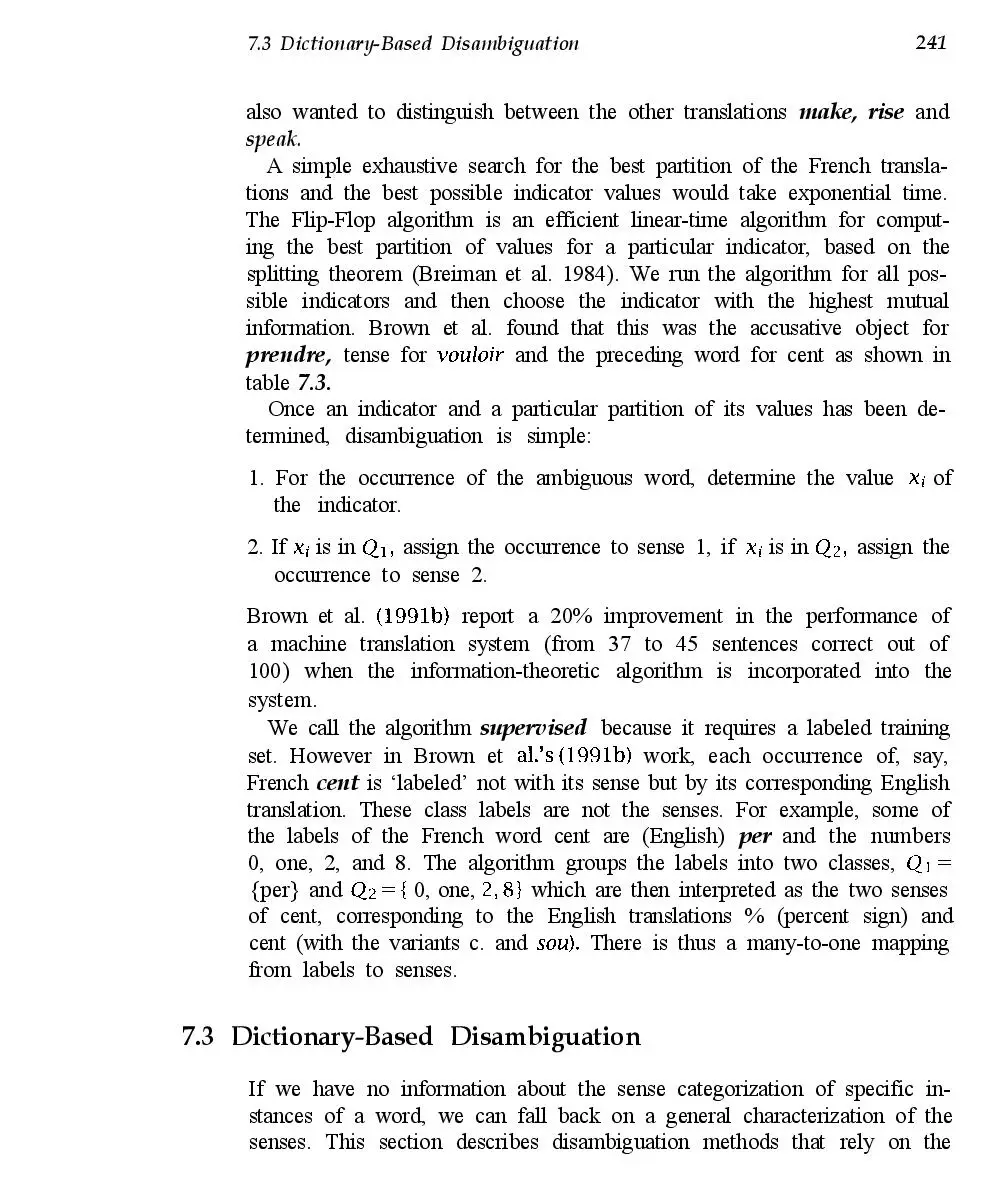 7.3 Dictionary-Based Disambiguation 241
also wanted to distinguish between the other translations make, rise and
speak.
A simple exhaustive search for the best partition of the French transla-
tions and the best possible indicator values would take exponential time.
The Flip-Flop algorithm is an efficient linear-time algorithm for comput-
ing the best partition of values for a particular indicator, based on the
splitting theorem (Breiman et al. 1984). We run the algorithm for all pos-
sible indicators and then choose the indicator with the highest mutual
information. Brown et al. found that this was the accusative object for
prendre, tense for vouloir and the preceding word for cent as shown in
table 7.3.
Once an indicator and a particular partition of its values has been de-
termined, disambiguation is simple:
1. For the occurrence of the ambiguous word, determine the value xᵢ of
the indicator.
2. If xᵢ is in Q₁, assign the occurrence to sense 1, if xᵢ is in Q₂, assign the
occurrence to sense 2.
Brown et al. (1991b) report a 20% improvement in the performance of
a machine translation system (from 37 to 45 sentences correct out of
100) when the information-theoretic algorithm is incorporated into the
system.
We call the algorithm supervised because it requires a labeled training
set. However in Brown et al.'s (1991b) work, each occurrence of, say,
French cent is ‘labeled’ not with its sense but by its corresponding English
translation. These class labels are not the senses. For example, some of
the labels of the French word cent are (English) per and the numbers
0, one, 2, and 8. The algorithm groups the labels into two classes, Q₁ =
{per} and Q₂ = { 0, one, 2, 8} which are then interpreted as the two senses
of cent, corresponding to the English translations % (percent sign) and
cent (with the variants c. and sou). There is thus a many-to-one mapping
from labels to senses.
7.3 Dictionary-Based Disambiguation
If we have no information about the sense categorization of specific in-
stances of a word, we can fall back on a general characterization of the
senses. This section describes disambiguation methods that rely on the